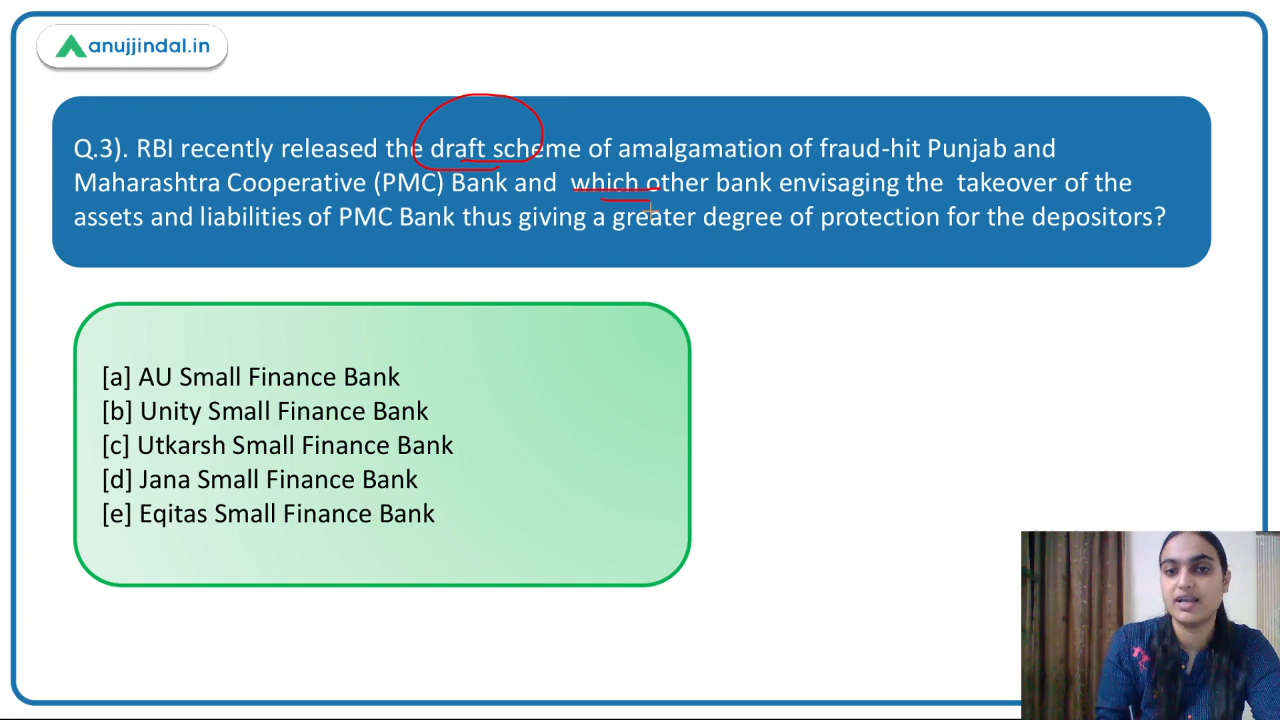 anujjindal.in
Q.3). RBI recently released the draft scheme of amalgamation of fraud-hit Punjab and
Maharashtra Cooperative (PMC) Bank and which other bank envisaging the takeover of the
assets and liabilities of PMC Bank thus giving a greater degree of protection for the depositors?
[a] AU Small Finance Bank
[b] Unity Small Finance Bank
[c] Utkarsh Small Finance Bank
[d] Jana Small Finance Bank
[e] Eqitas Small Finance Bank